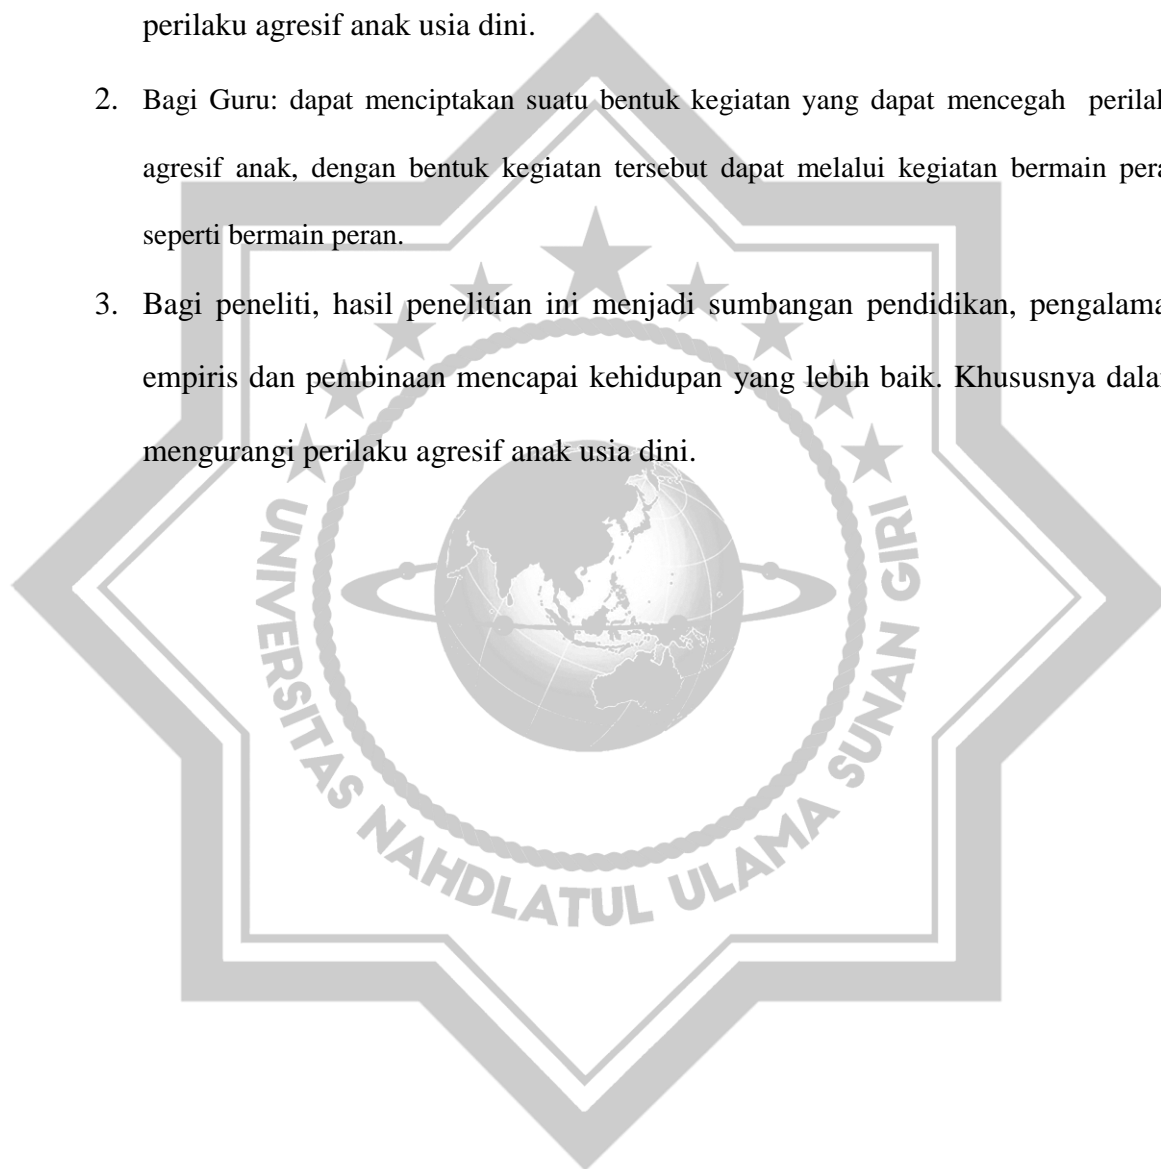 perilaku agresif anak usia dini.
2. Bagi Guru: dapat menciptakan suatu bentuk kegiatan yang dapat mencegah perilak
agresif anak, dengan bentuk kegiatan tersebut dapat melalui kegiatan bermain pera
seperti bermain peran.
3. Bagi peneliti, hasil penelitian ini menjadi sumbangan pendidikan, pengalama
empiris dan pembinaan mencapai kehidupan yang lebih baik. Khususnya dala
mengurangi perilaku agresif anak usia dini.
UNIVERSITAS NAHDLATUL ULAMA SUNAN GIRI